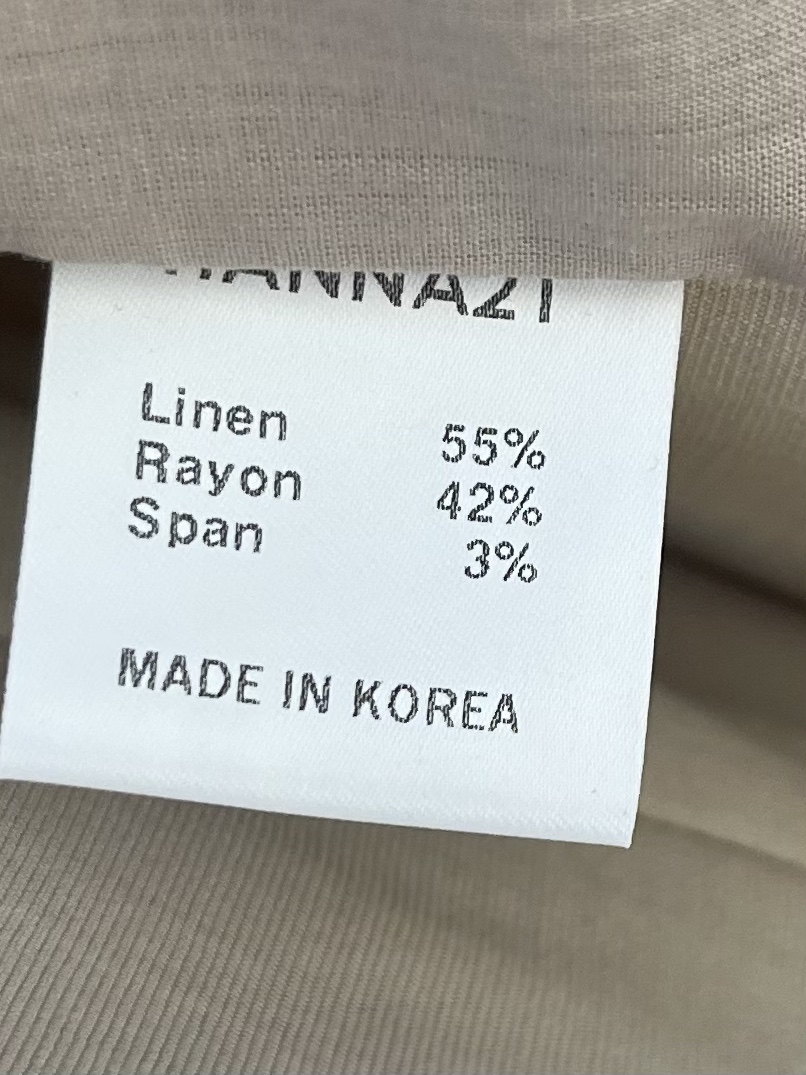 Linen 55%
Rayon 42%
Span 3%
MADE IN KOREA